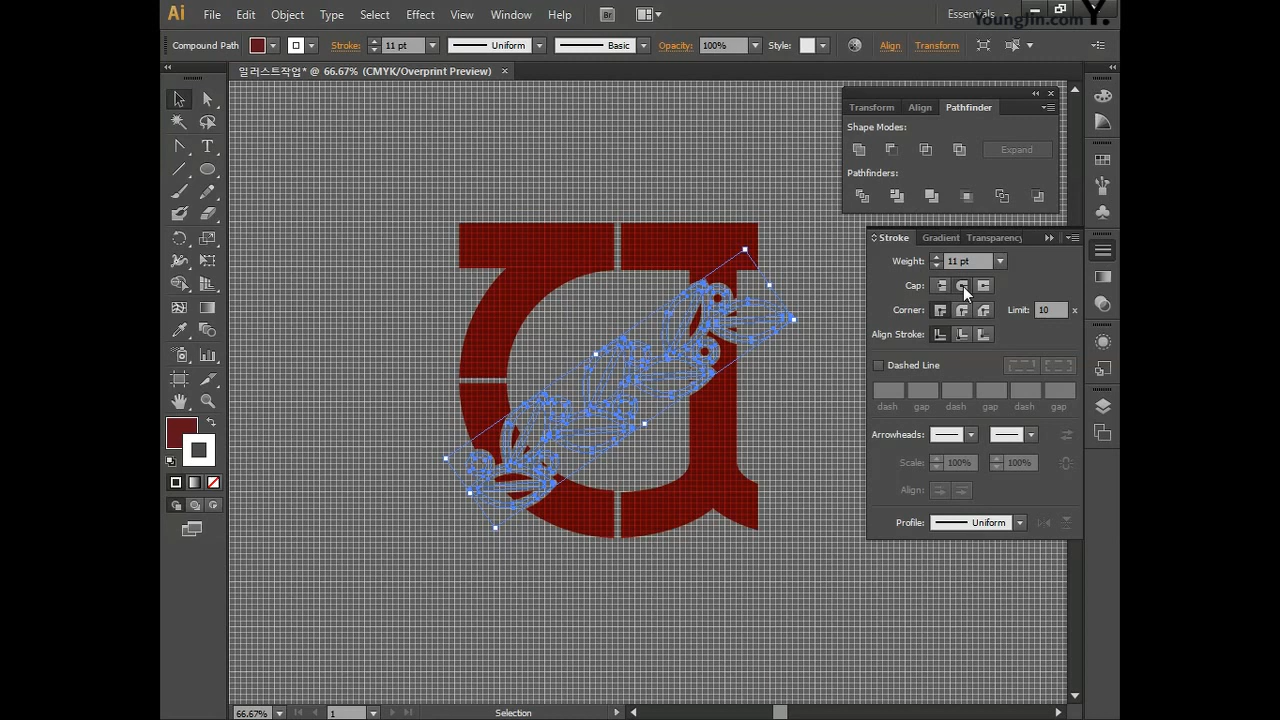 Ai File Edit Object Type Select Effect View Window Help Br Essentials
YoungJin.com Y.
Compound Path Stroke: 11 pt Uniform Basic Opacity: 100% Style: Align Transform
일러스트작업* @ 66.67% (CMYK/Overprint Preview) ×
Transform Align Pathfinder
Shape Modes:
Expand
Pathfinders:
Stroke Gradient Transparency
Weight: 11 pt
Cap:
Corner: Limit: 10 x
Align Stroke:
Dashed Line
dash gap dash gap dash gap
Arrowheads:
Scale: 100% 100%
Align:
Profile: Uniform
66.67% 1 Selection